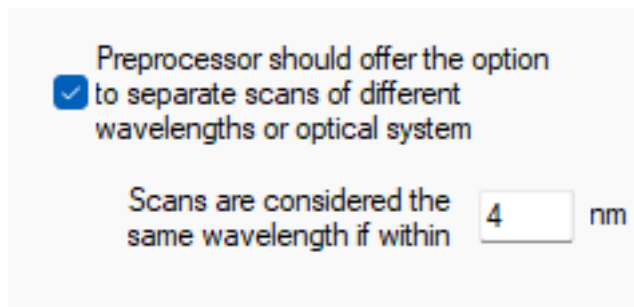 Preprocessor should offer the option
to separate scans of different
wavelengths or optical system
Scans are considered the
same wavelength if within 4 nm